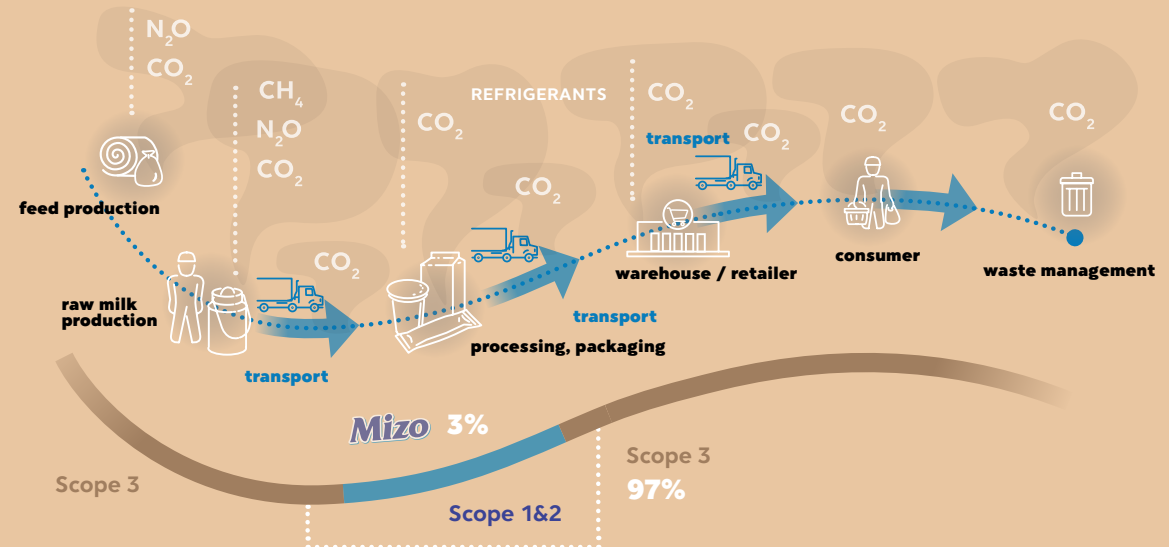 N₂O
CO₂
feed production
CH₄
N₂O
CO₂
raw milk
production
CO₂
transport
CO₂
REFRIGERANTS
CO₂
transport
processing, packaging
CO₂
transport
CO₂
warehouse / retailer
CO₂
consumer
CO₂
waste management
Scope 3
Mizo 3%
Scope 1&2
Scope 3
97%